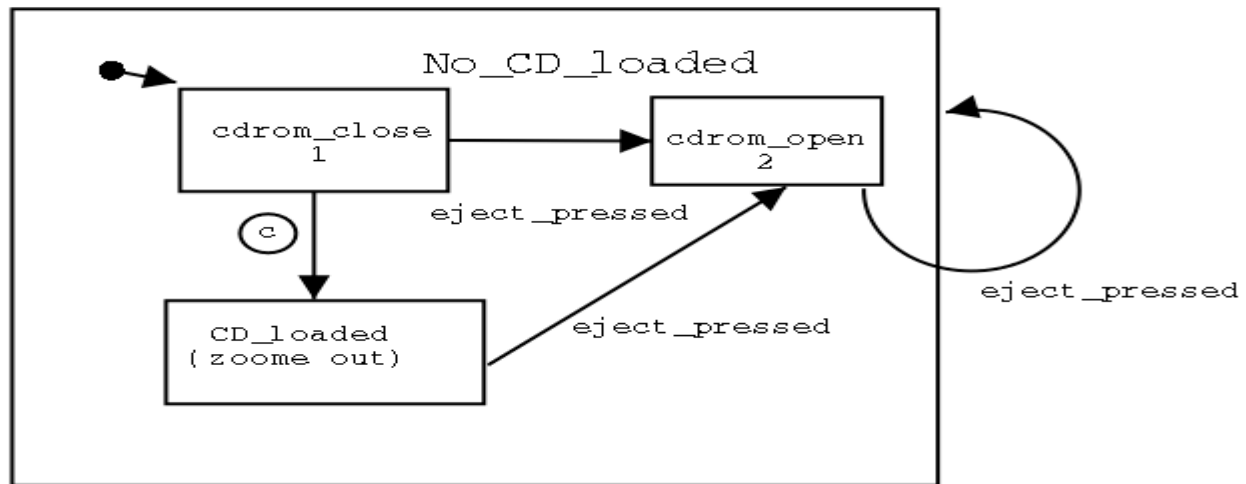 No_CD_loaded
cdrom_close
1
cdrom_open
2
eject_pressed
c
eject_pressed
CD_loaded
(zoome out)
eject_pressed